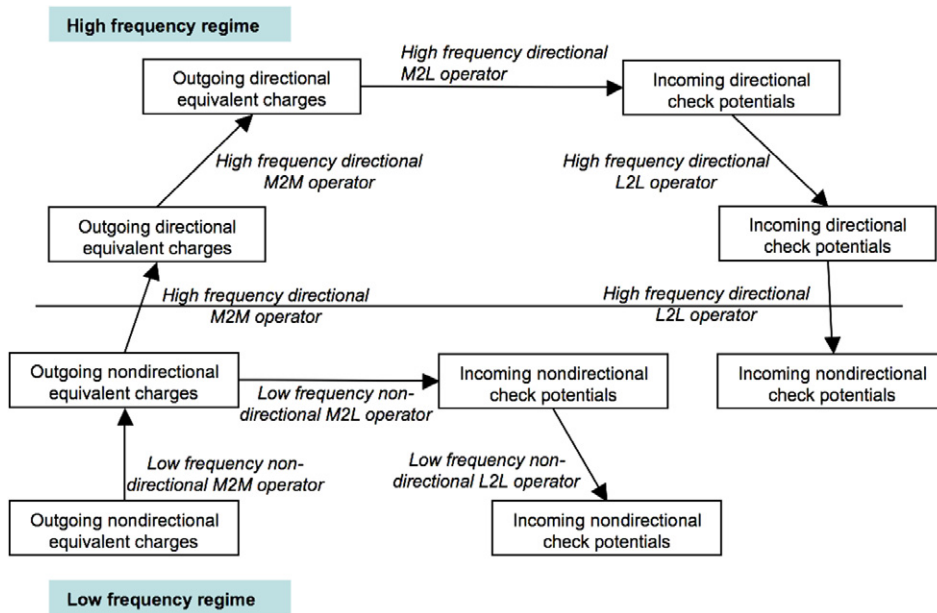 High frequency regime
High frequency directional
M2L operator
Outgoing directional
equivalent charges
Incoming directional
check potentials
High frequency directional
M2M operator
High frequency directional
L2L operator
Outgoing directional
equivalent charges
Incoming directional
check potentials
High frequency directional
M2M operator
High frequency directional
L2L operator
Outgoing nondirectional
equivalent charges
Low frequency non-
directional M2L operator
Incoming nondirectional
check potentials
Incoming nondirectional
check potentials
Low frequency non-
directional M2M operator
Low frequency non-
directional L2L operator
Outgoing nondirectional
equivalent charges
Incoming nondirectional
check potentials
Low frequency regime